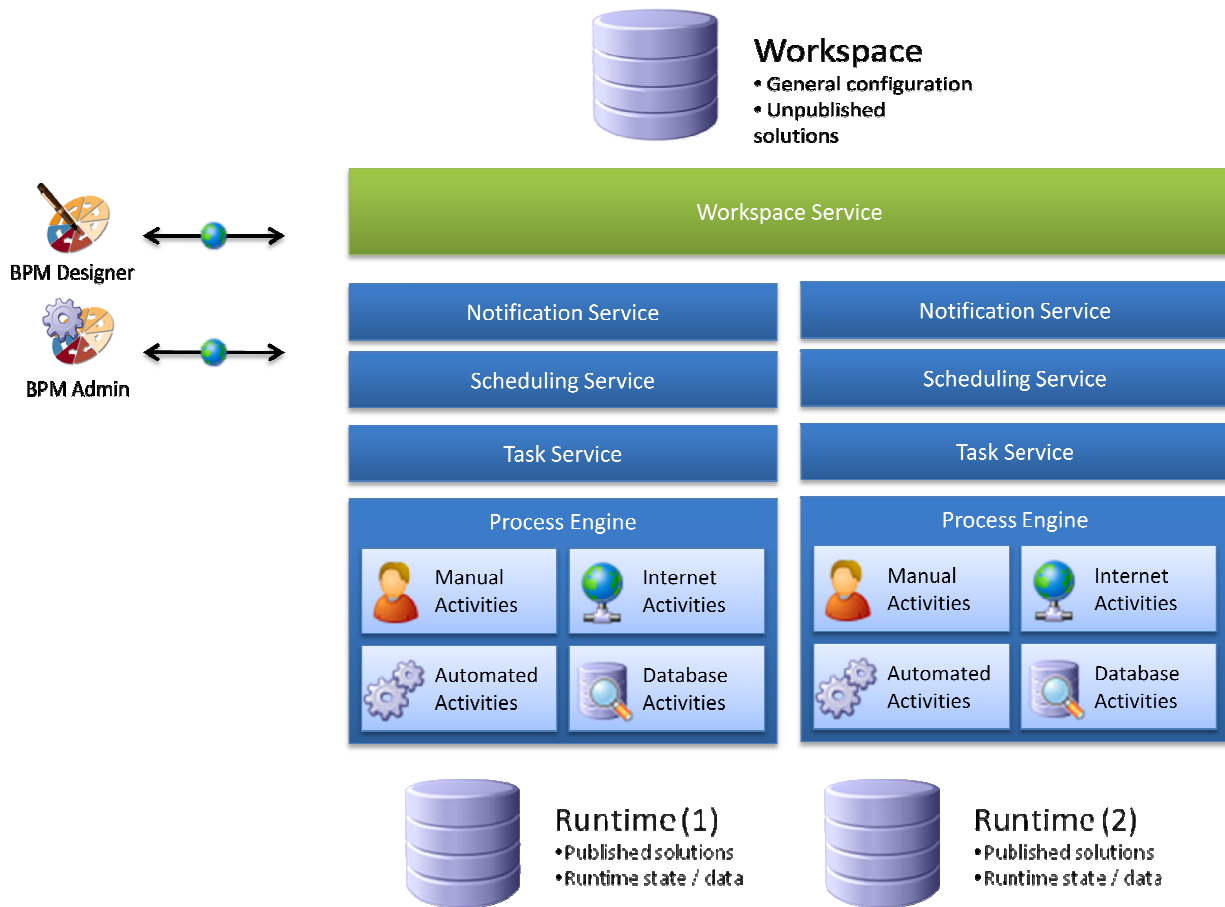 Workspace
• General configuration
• Unpublished
solutions
Workspace Service
BPM Designer
BPM Admin
Notification Service
Scheduling Service
Task Service
Process Engine
Manual
Activities
Internet
Activities
Automated
Activities
Database
Activities
Notification Service
Scheduling Service
Task Service
Process Engine
Manual
Activities
Internet
Activities
Automated
Activities
Database
Activities
Runtime (1)
•Published solutions
•Runtime state / data
Runtime (2)
•Published solutions
•Runtime state / data